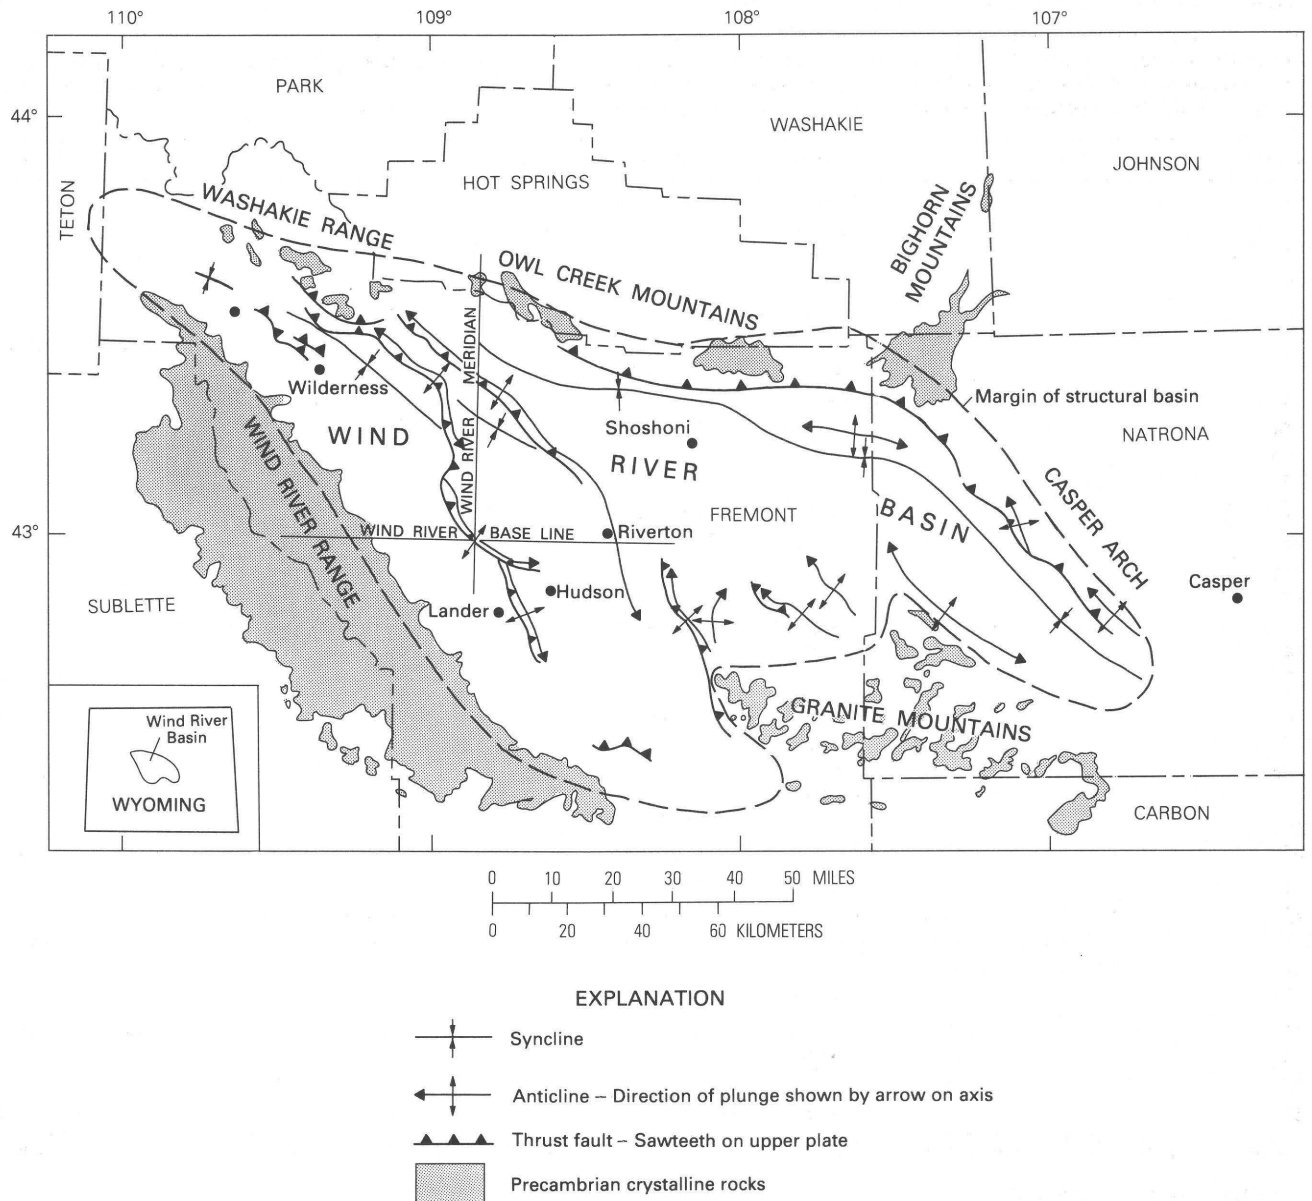 110°
109°
108°
107°
44°
43°
PARK
WASHAKIE
JOHNSON
HOT SPRINGS
TETON
WASHAKIE RANGE
OWL CREEK MOUNTAINS
BIGHORN
MOUNTAINS
WIND RIVER MERIDIAN
Wilderness
Margin of structural basin
Shoshoni
NATRONA
WIND
RIVER
BASIN
WIND RIVER RANGE
CASPER ARCH
FREMONT
WIND RIVER BASE LINE
Riverton
Casper
SUBLETTE
Hudson
Lander
GRANITE MOUNTAINS
Wind River
Basin
WYOMING
CARBON
0 10 20 30 40 50 MILES
0 20 40 60 KILOMETERS
EXPLANATION
Syncline
Anticline – Direction of plunge shown by arrow on axis
Thrust fault – Sawteeth on upper plate
Precambrian crystalline rocks